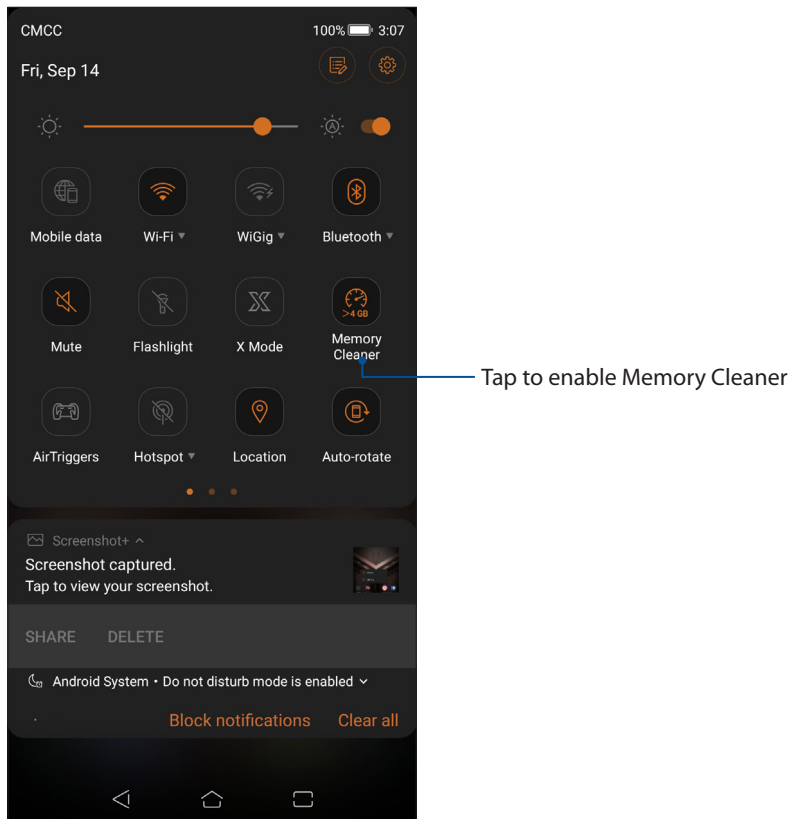 CMCC
100% 3:07
Fri, Sep 14
A
Mobile data
Wi-Fi
WiGig
Bluetooth
>4 GB
Mute
Flashlight
X Mode
Memory
Cleaner
Tap to enable Memory Cleaner
AirTriggers
Hotspot
Location
Auto-rotate
Screenshot+
Screenshot captured.
Tap to view your screenshot.
SHARE DELETE
Android System • Do not disturb mode is enabled
Block notifications Clear all